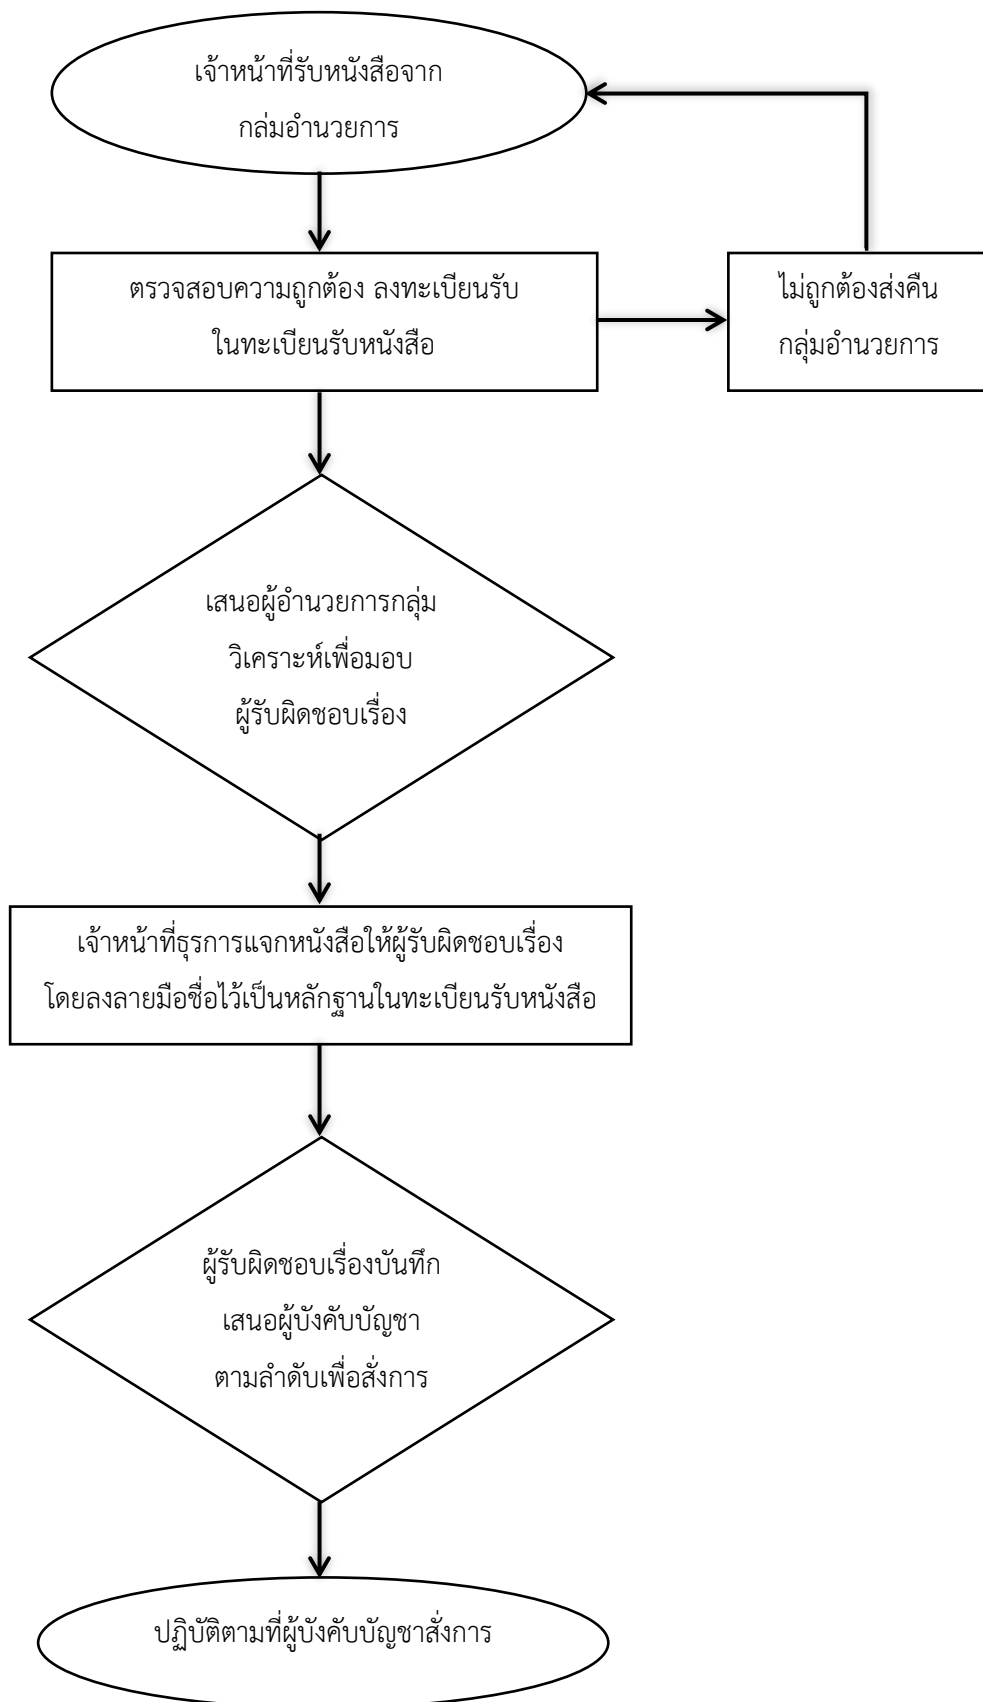 เจ้าหน้าที่รับหนังสือจาก
กล่มอำนวยการ
ตรวจสอบความถูกต้อง ลงทะเบียนรับ
ในทะเบียนรับหนังสือ
ไม่ถูกต้องส่งคืน
กลุ่มอำนวยการ
เสนอผู้อำนวยการกลุ่ม
วิเคราะห์เพื่อมอบ
ผู้รับผิดชอบเรื่อง
เจ้าหน้าที่ธุรการแจกหนังสือให้ผู้รับผิดชอบเรื่อง
โดยลงลายมือชื่อไว้เป็นหลักฐานในทะเบียนรับหนังสือ
ผู้รับผิดชอบเรื่องบันทึก
เสนอผู้บังคับบัญชา
ตามลำดับเพื่อสั่งการ
ปฏิบัติตามที่ผู้บังคับบัญชาสั่งการ